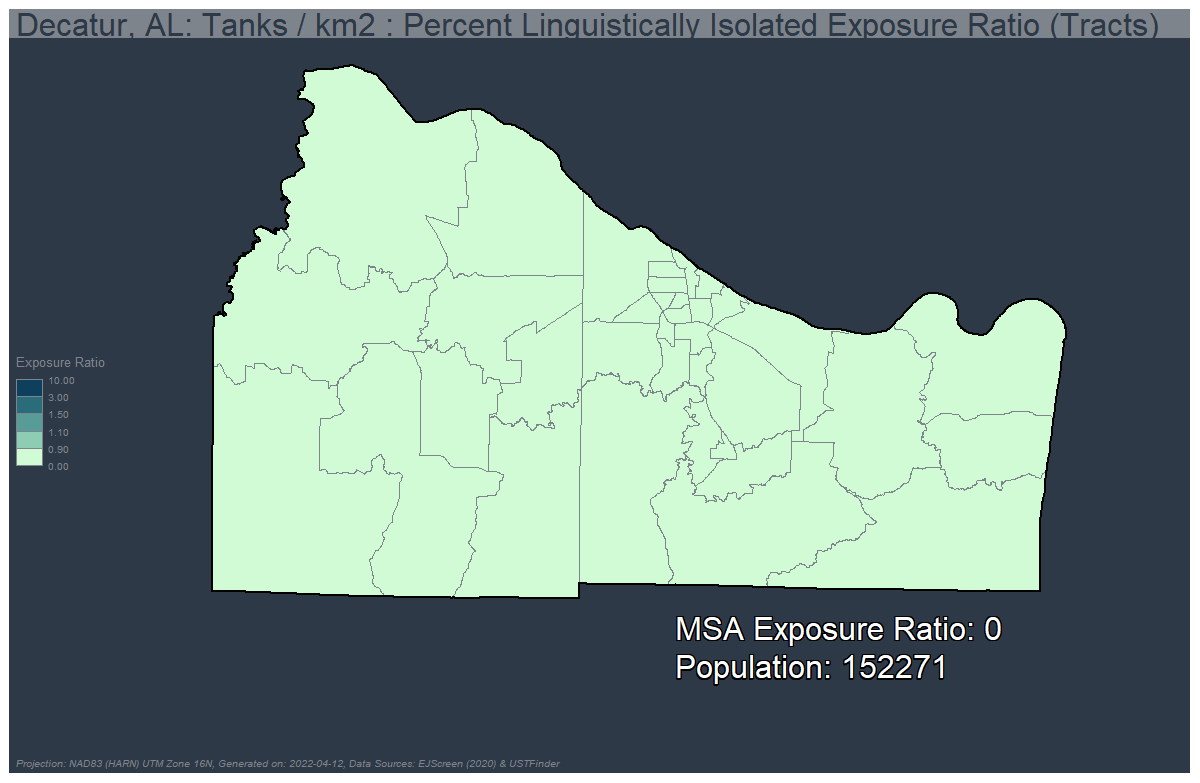 Decatur, AL: Tanks / km2 : Percent Linguistically Isolated Exposure Ratio (Tracts)
Exposure Ratio
10.00
3.00
1.50
1.10
0.90
0.00
MSA Exposure Ratio: 0
Population: 152271
Projection: NAD83 (HARN) UTM Zone 16N, Generated on: 2022-04-12, Data Sources: EJScreen (2020) & USTFinder